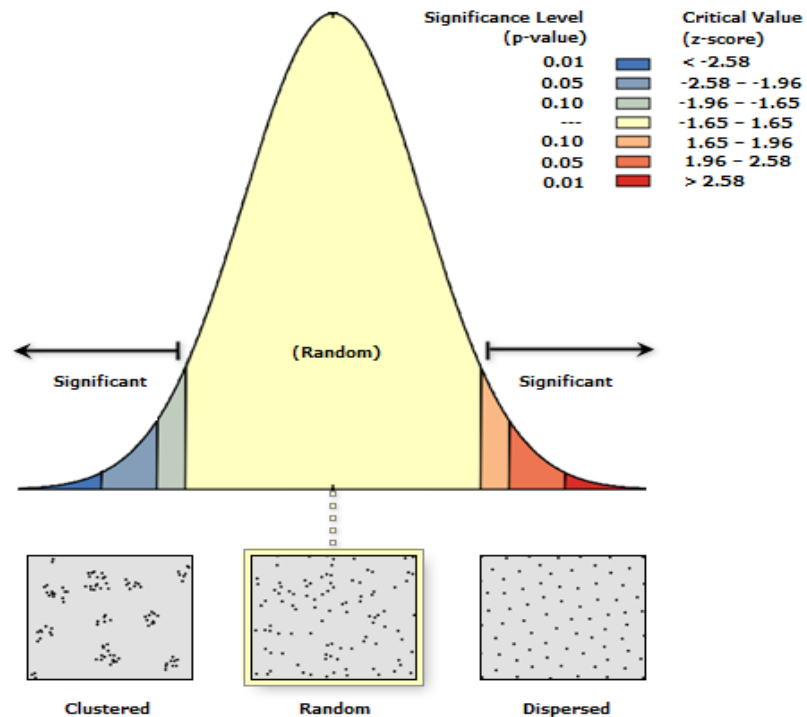 Significance Level Critical Value
(p-value) (z-score)
0.01 < -2.58
0.05 -2.58 – -1.96
0.10 -1.96 – -1.65
--- -1.65 – 1.65
0.10 1.65 – 1.96
0.05 1.96 – 2.58
0.01 > 2.58
(Random)
Significant Significant
Clustered Random Dispersed